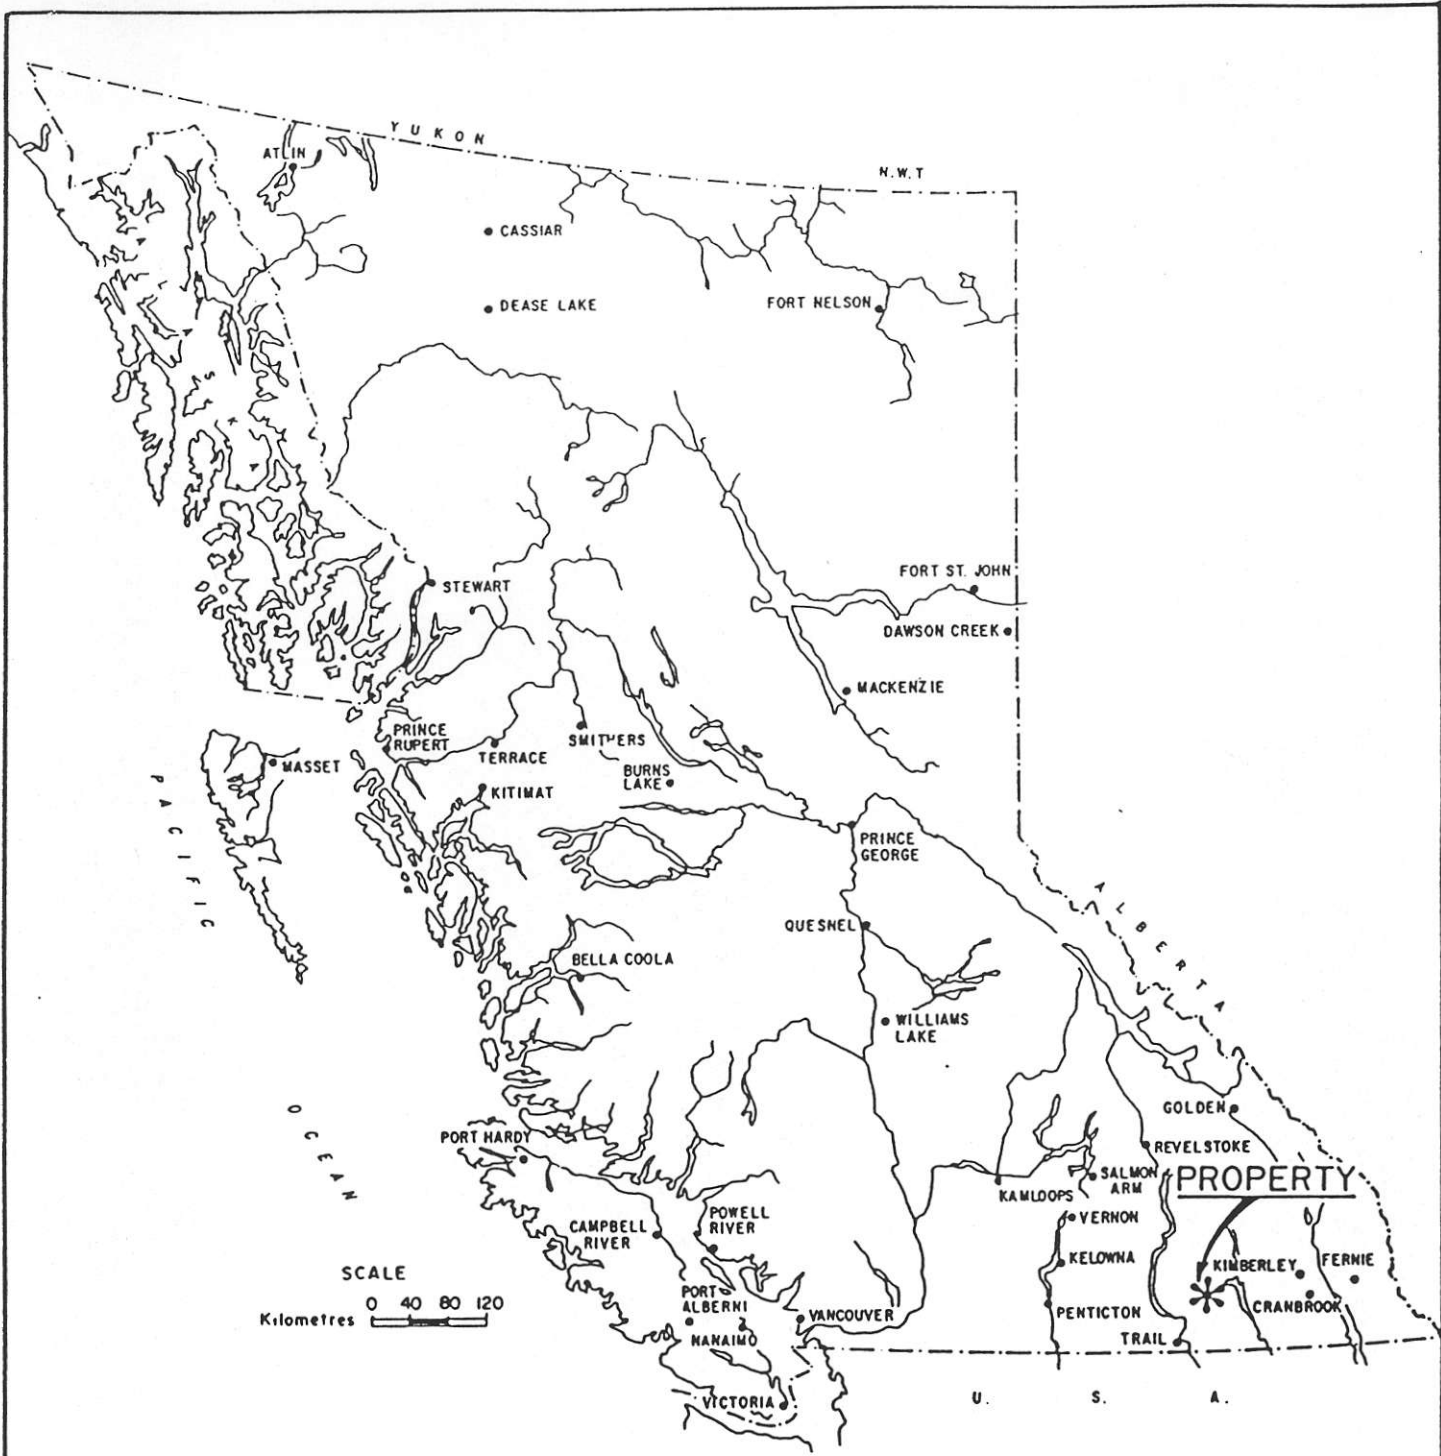 YUKON
N.W.T
ATLIN
CASSIAR
DEASE LAKE
FORT NELSON
ALASKA
STEWART
FORT ST. JOHN
DAWSON CREEK
MACKENZIE
PRINCE
RUPERT
TERRACE
SMITHERS
MASSET
KITIMAT
BURNS
LAKE
PRINCE
GEORGE
PACIFIC
ALBERTA
QUESNEL
BELLA COOLA
WILLIAMS
LAKE
OCEAN
GOLDEN
PORT HARDY
REVELSTOKE
KAMLOOPS
SALMON
ARM
PROPERTY
CAMPBELL
RIVER
POWELL
RIVER
VERNON
KELOWNA
KIMBERLEY
FERNIE
SCALE
Kilometres 0 40 80 120
PORT
ALBERNI
NANAIMO
VANCOUVER
PENTICTON
CRANBROOK
TRAIL
VICTORIA
U. S. A.